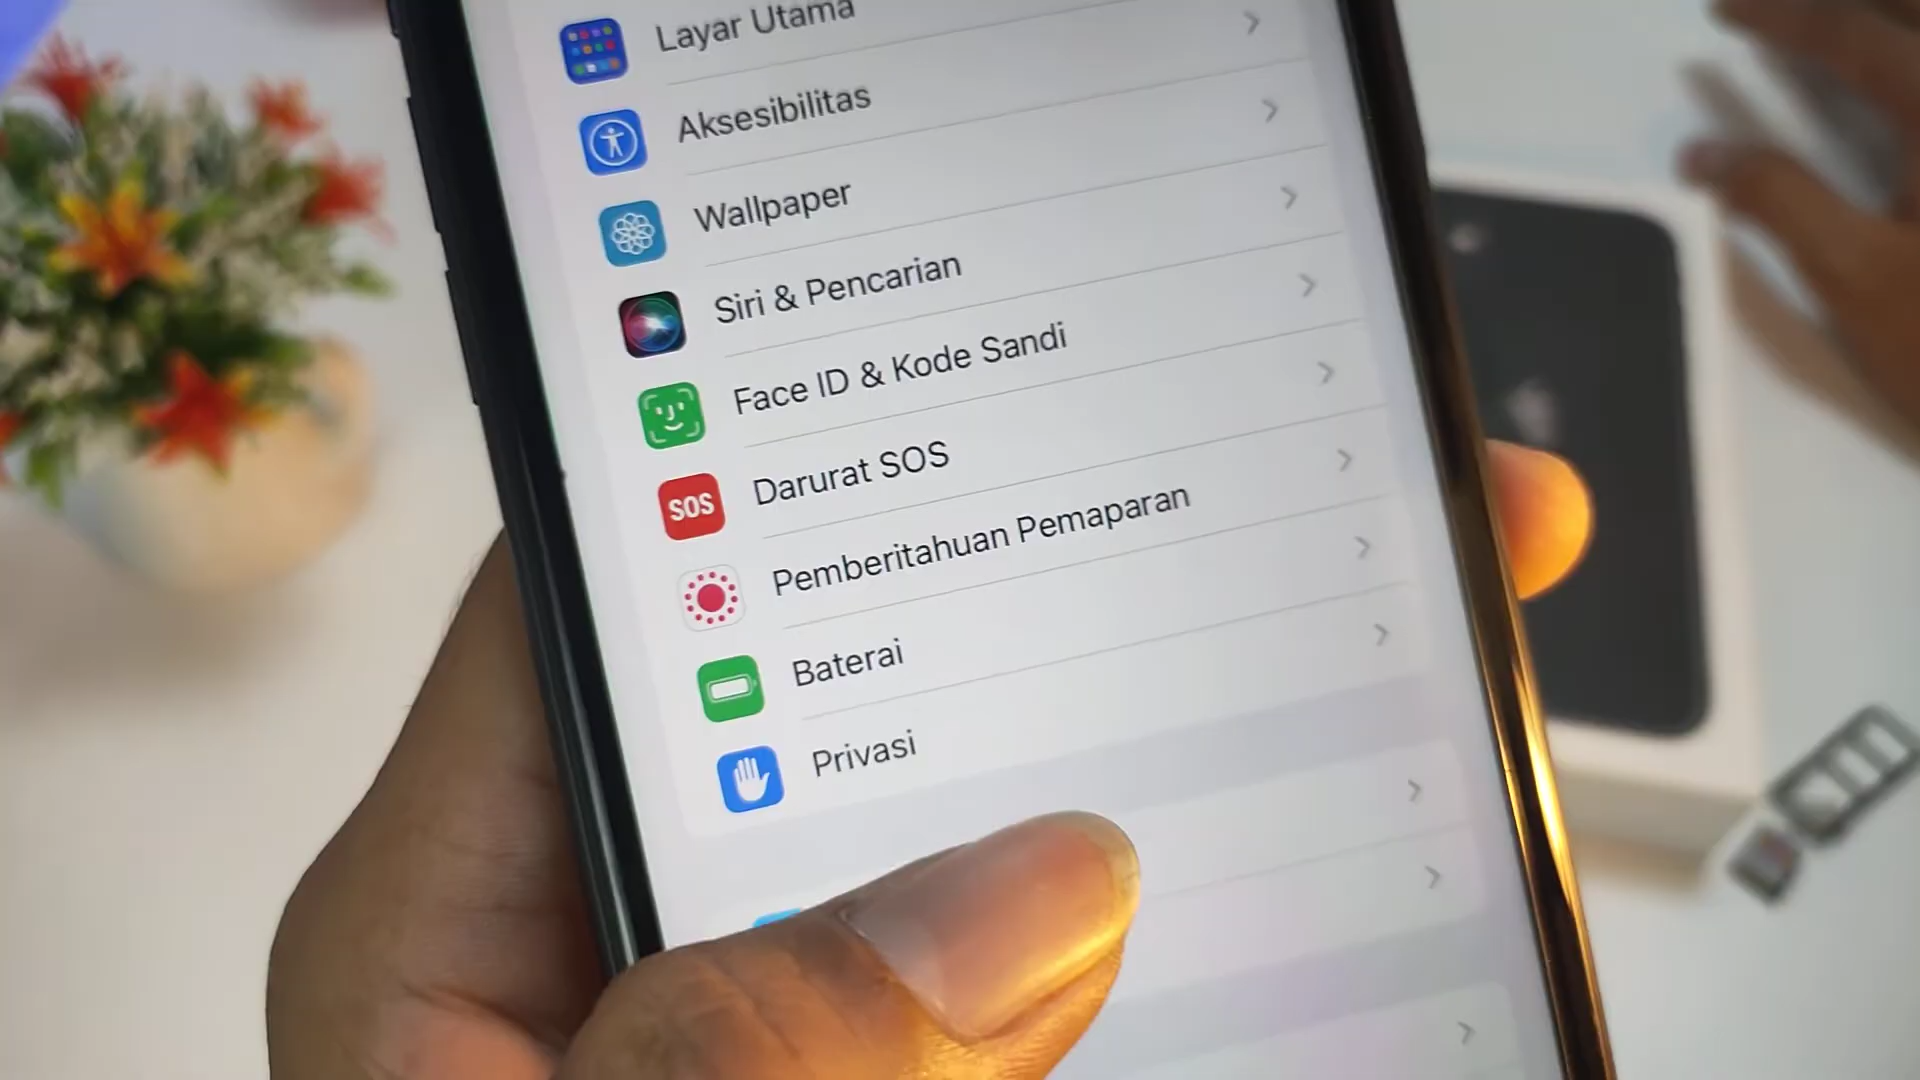 Layar Utama
Aksesibilitas
Wallpaper
Siri & Pencarian
Face ID & Kode Sandi
SOS Darurat SOS
Pemberitahuan Pemaparan
Baterai
Privasi